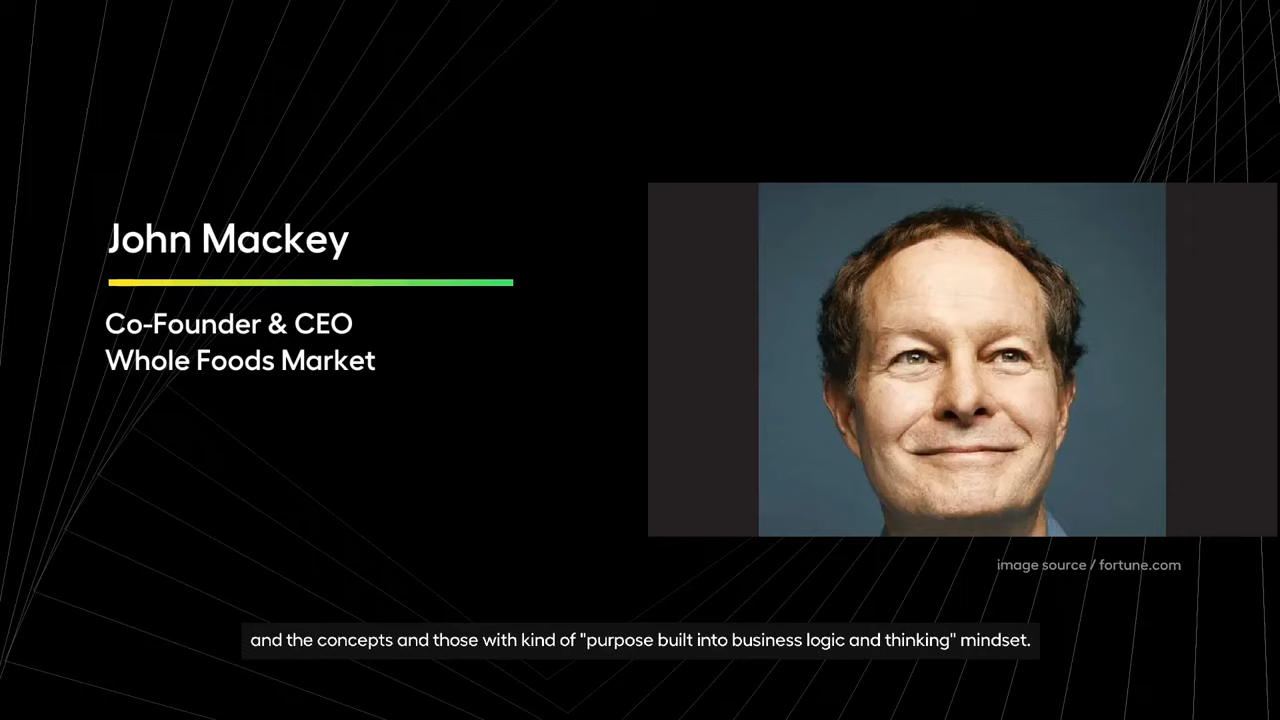 John Mackey
Co-Founder & CEO
Whole Foods Market
image source / fortune.com
and the concepts and those with kind of "purpose built into business logic and thinking" mindset.